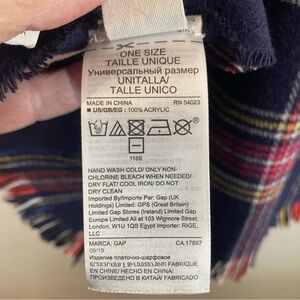 ONE SIZE
TAILLE UNIQUE
Универсальный размер
UNITALLA/
TALLE UNICO
MADE IN CHINA RN 54023
■ US/GB/EG : 100% ACRYLIC
1166
HAND WASH COLD/ ONLY NON-
CHLORINE BLEACH WHEN NEEDED/
DRY FLAT/ COOL IRON/ DO NOT
DRY CLEAN
Imported By/Importe Par: Gap (UK
Holdings) Limited: GPS (Great Britain)
Limited Gap Stores (Ireland) Limited Gap
Europe Limited All at 103 Wigmore Street,
London, W1U 1QS Egypt importer: RIGE,
LLC
MARCA: GAP CA 17897
09/19
Изделие платочно-шарфовое
FABRIQUE
EN CHINE/ HECHO EN CHINA /